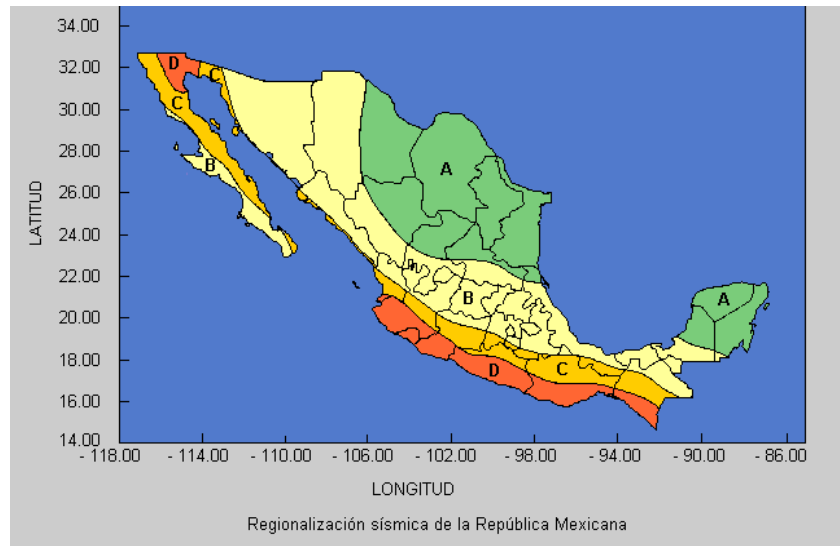 34.00
32.00
30.00
28.00
26.00
24.00
22.00
20.00
18.00
16.00
14.00
LATITUD
D
C
C
B
A
A
B
D
C
- 118.00 - 114.00 - 110.00 - 106.00 - 102.00 - 98.00 - 94.00 - 90.00 - 86.00
LONGITUD
Regionalización sísmica de la República Mexicana